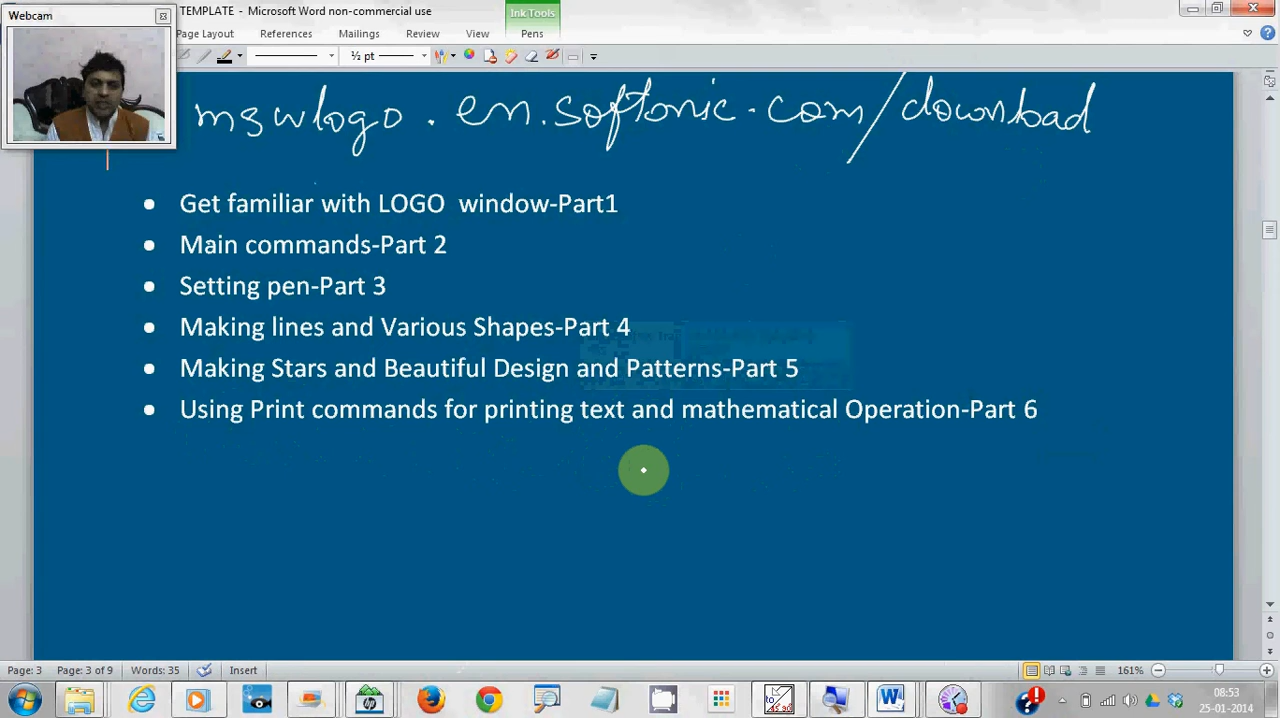 Webcam
TEMPLATE - Microsoft Word non-commercial use
Ink Tools
Page Layout References Mailings Review View Pens
½ pt
mswlogo.en.softonic.com/download
• Get familiar with LOGO window-Part1
• Main commands-Part 2
• Setting pen-Part 3
• Making lines and Various Shapes-Part 4
• Making Stars and Beautiful Design and Patterns-Part 5
• Using Print commands for printing text and mathematical Operation-Part 6
Page: 3 Page: 3 of 9 Words: 35 Insert 161%
08:53
25-01-2014